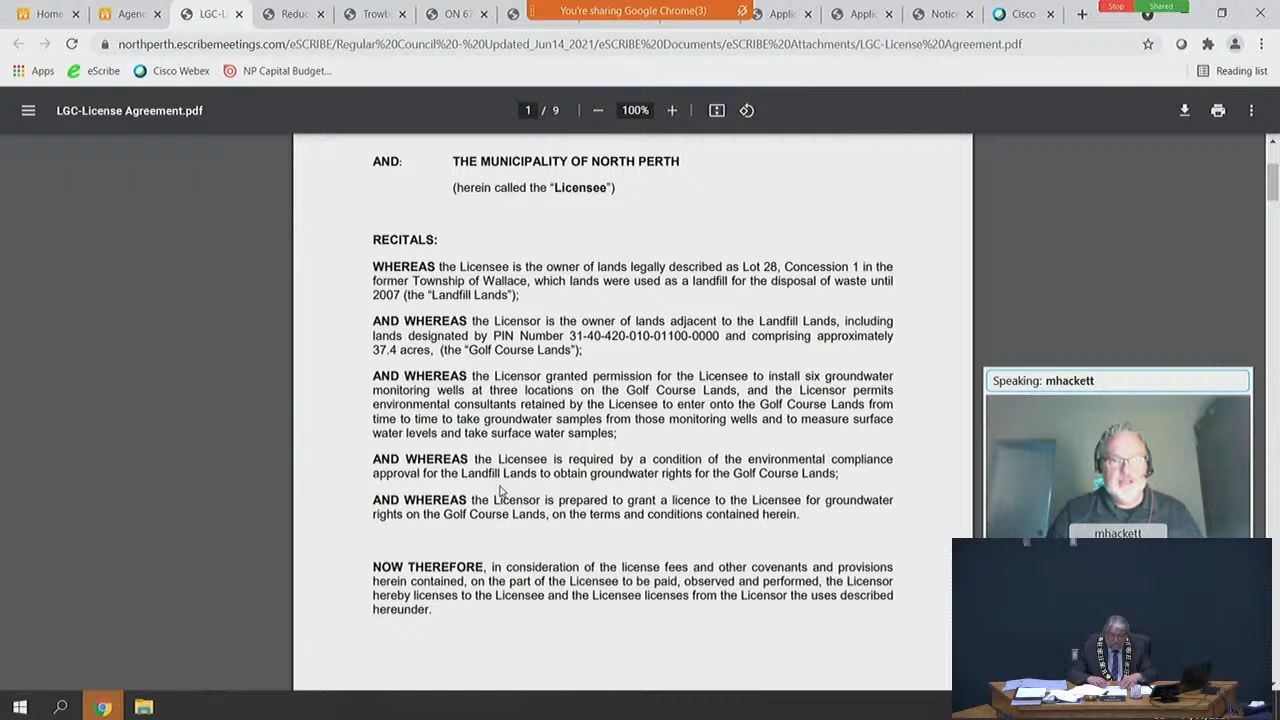 Home
Agen
LGC-L
Reduc
Trowb
ON 67
You're sharing Google Chrome(3)
Applic
Applic
Notice
Cisco
Stop
Shared
northperth.escribemeetings.com/eSCRIBE/Regular%20Council%20-%20Updated_Jun14_2021/eSCRIBE%20Documents/eSCRIBE%20Attachments/LGC-License%20Agreement.pdf
Apps
eScribe
Cisco Webex
NP Capital Budget...
Reading list
LGC-License Agreement.pdf
1 / 9
100%
AND: THE MUNICIPALITY OF NORTH PERTH
(herein called the “Licensee”)
RECITALS:
WHEREAS the Licensee is the owner of lands legally described as Lot 28, Concession 1 in the
former Township of Wallace, which lands were used as a landfill for the disposal of waste until
2007 (the “Landfill Lands”);
AND WHEREAS the Licensor is the owner of lands adjacent to the Landfill Lands, including
lands designated by PIN Number 31-40-420-010-01100-0000 and comprising approximately
37.4 acres, (the “Golf Course Lands”);
AND WHEREAS the Licensor granted permission for the Licensee to install six groundwater
monitoring wells at three locations on the Golf Course Lands, and the Licensor permits
environmental consultants retained by the Licensee to enter onto the Golf Course Lands from
time to time to take groundwater samples from those monitoring wells and to measure surface
water levels and take surface water samples;
AND WHEREAS the Licensee is required by a condition of the environmental compliance
approval for the Landfill Lands to obtain groundwater rights for the Golf Course Lands;
AND WHEREAS the Licensor is prepared to grant a licence to the Licensee for groundwater
rights on the Golf Course Lands, on the terms and conditions contained herein.
NOW THEREFORE, in consideration of the license fees and other covenants and provisions
herein contained, on the part of the Licensee to be paid, observed and performed, the Licensor
hereby licenses to the Licensee and the Licensee licenses from the Licensor the uses described
hereunder.
Speaking: mhackett
mhackett